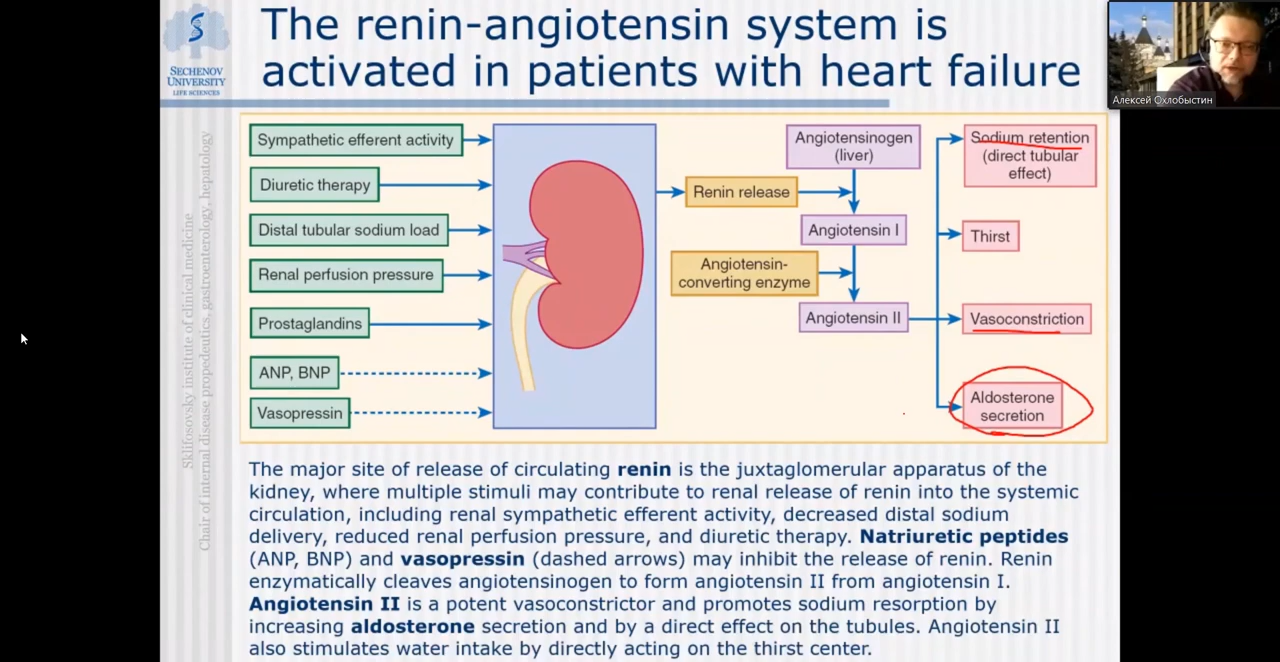 The renin-angiotensin system is
activated in patients with heart failure
SECHENOV
UNIVERSITY
LIFE SCIENCES
Алексей Охлобыстин
Sklifosovsky institute of clinical medicine
Chair of internal disease propedeutics, gastroenterology, hepatology
Sympathetic efferent activity
Diuretic therapy
Distal tubular sodium load
Renal perfusion pressure
Prostaglandins
ANP, BNP
Vasopressin
Renin release
Angiotensin-
converting enzyme
Angiotensinogen
(liver)
Angiotensin I
Angiotensin II
Sodium retention
(direct tubular
effect)
Thirst
Vasoconstriction
Aldosterone
secretion
The major site of release of circulating renin is the juxtaglomerular apparatus of the
kidney, where multiple stimuli may contribute to renal release of renin into the systemic
circulation, including renal sympathetic efferent activity, decreased distal sodium
delivery, reduced renal perfusion pressure, and diuretic therapy. Natriuretic peptides
(ANP, BNP) and vasopressin (dashed arrows) may inhibit the release of renin. Renin
enzymatically cleaves angiotensinogen to form angiotensin II from angiotensin I.
Angiotensin II is a potent vasoconstrictor and promotes sodium resorption by
increasing aldosterone secretion and by a direct effect on the tubules. Angiotensin II
also stimulates water intake by directly acting on the thirst center.